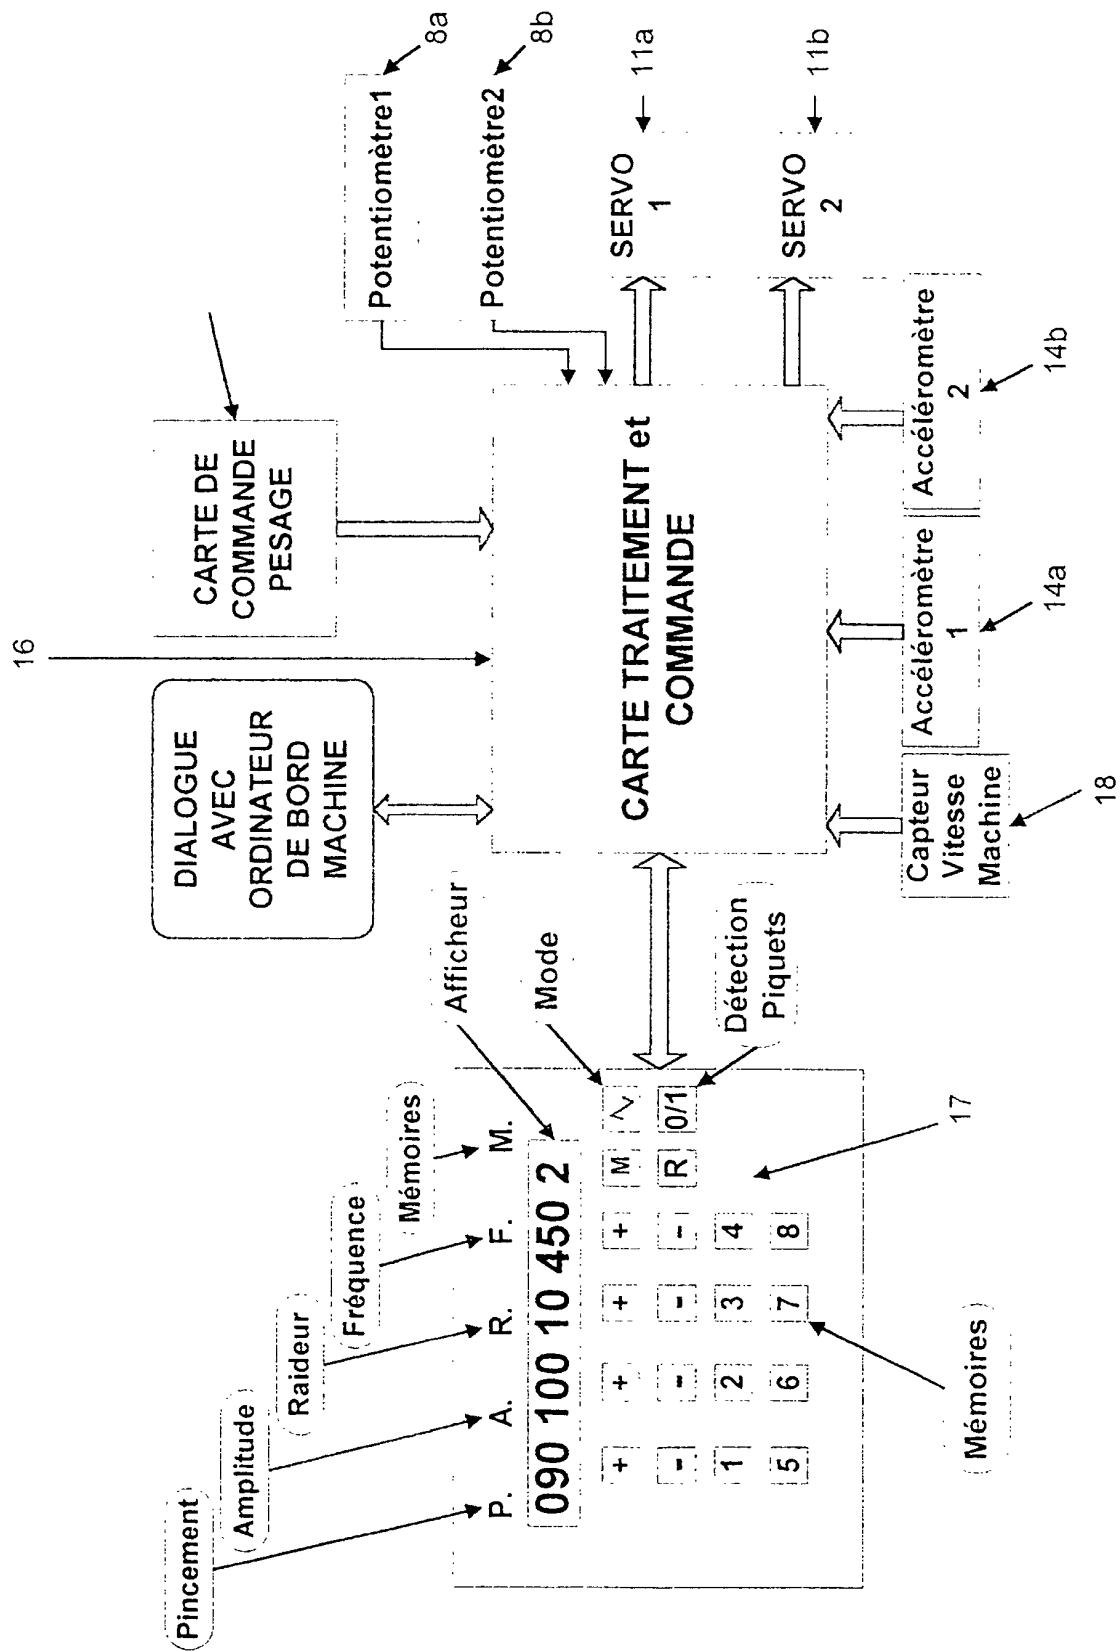 16
DIALOGUE
AVEC
ORDINATEUR
DE BORD
MACHINE
CARTE DE
COMMANDE
PESAGE
Potentiomètre1
8a
Potentiomètre2
8b
SERVO
1
11a
SERVO
2
11b
CARTE TRAITEMENT et
COMMANDE
Capteur
Vitesse
Machine
18
Accéléromètre
1
14a
Accéléromètre
2
14b
Pincement
Amplitude
Raideur
Fréquence
Mémoires
Afficheur
Mode
Détection
Piquets
P. A. R. F. M.
090 100 10 450 2
+ + + + M
- - - - R 0/1
1 2 3 4
5 6 7 8
17
Mémoires